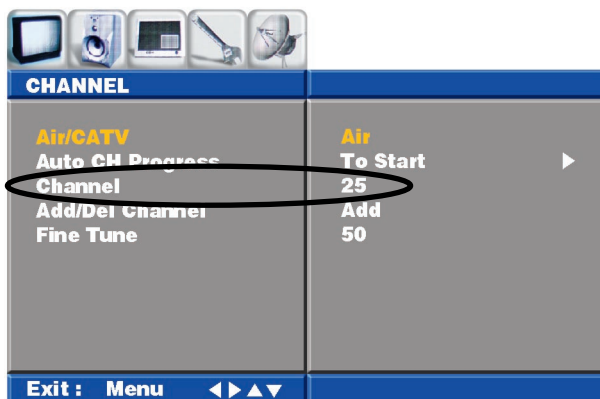 CHANNEL
Air/CATV Air
Auto CH Progress To Start
Channel 25
Add/Del Channel Add
Fine Tune 50
Exit : Menu